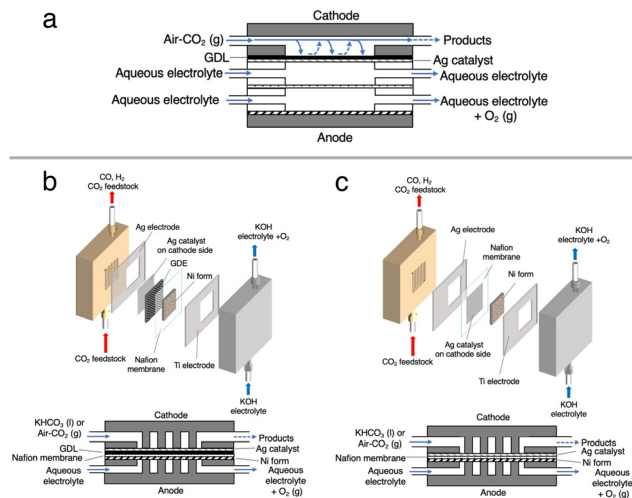 a
Cathode
Air-CO₂ (g)
Products
GDL
Ag catalyst
Aqueous electrolyte
Aqueous electrolyte
Aqueous electrolyte
Aqueous electrolyte
+ O₂ (g)
Anode
b
CO, H₂
CO₂ feedstock
Ag electrode
Ag catalyst
on cathode side
GDE
Ni form
KOH
electrolyte +O₂
CO₂ feedstock
Nafion
membrane
Ti electrode
KOH
electrolyte
Cathode
KHCO₃ (l) or
Air-CO₂ (g)
Products
GDL
Ag catalyst
Nafion membrane
Ni form
Aqueous
electrolyte
Aqueous
electrolyte
+ O₂ (g)
Anode
c
CO, H₂
CO₂ feedstock
Ag electrode
Nafion
membrane
Ni form
KOH
electrolyte +O₂
CO₂ feedstock
Ag catalyst
on cathode side
Ti electrode
KOH
electrolyte
Cathode
KHCO₃ (l) or
Air-CO₂ (g)
Products
Ag catalyst
Nafion membrane
Ni form
Aqueous
electrolyte
Aqueous
electrolyte
+ O₂ (g)
Anode